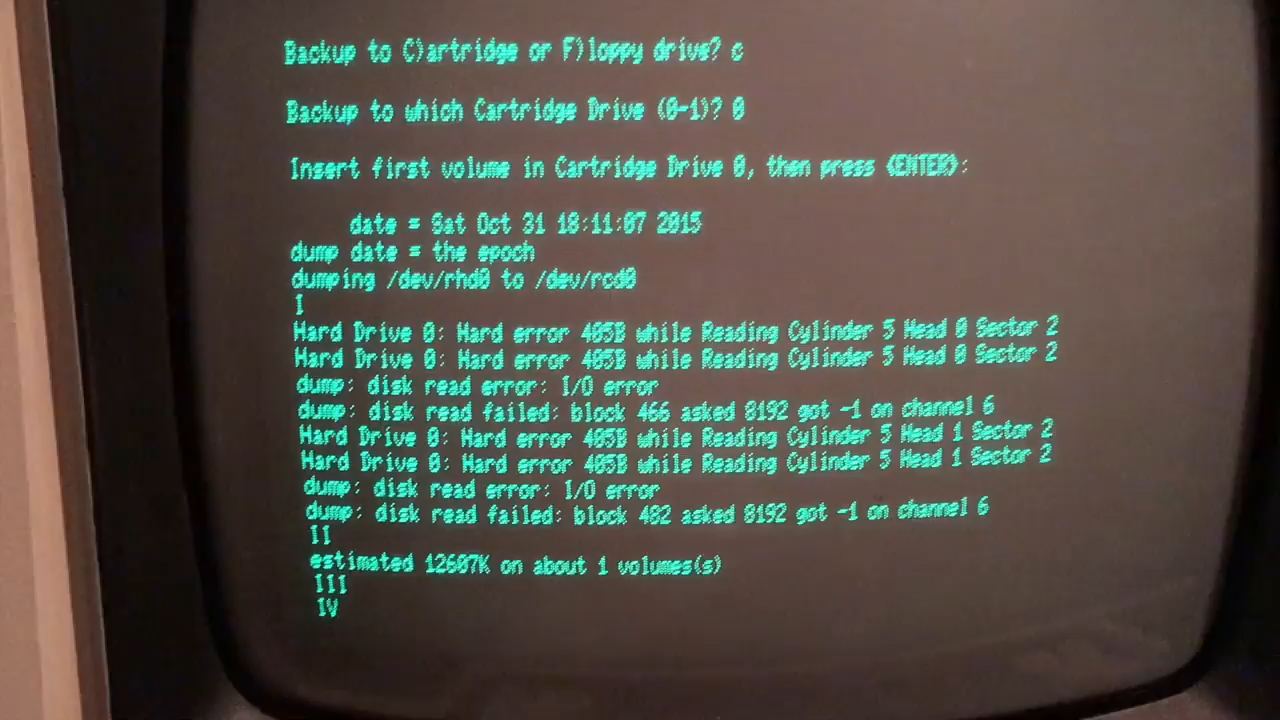 Backup to C)artridge or F)loppy drive? c
Backup to which Cartridge Drive (0-1)? 0
Insert first volume in Cartridge Drive 0, then press <ENTER>:
date = Sat Oct 31 18:11:07 2015
dump date = the epoch
dumping /dev/rhd0 to /dev/rcd0
I
Hard Drive 0: Hard error 405B while Reading Cylinder 5 Head 0 Sector 2
Hard Drive 0: Hard error 405B while Reading Cylinder 5 Head 0 Sector 2
dump: disk read error: I/O error
dump: disk read failed: block 466 asked 8192 got -1 on channel 6
Hard Drive 0: Hard error 405B while Reading Cylinder 5 Head 1 Sector 2
Hard Drive 0: Hard error 405B while Reading Cylinder 5 Head 1 Sector 2
dump: disk read error: I/O error
dump: disk read failed: block 482 asked 8192 got -1 on channel 6
II
estimated 12607K on about 1 volumes(s)
III
IV